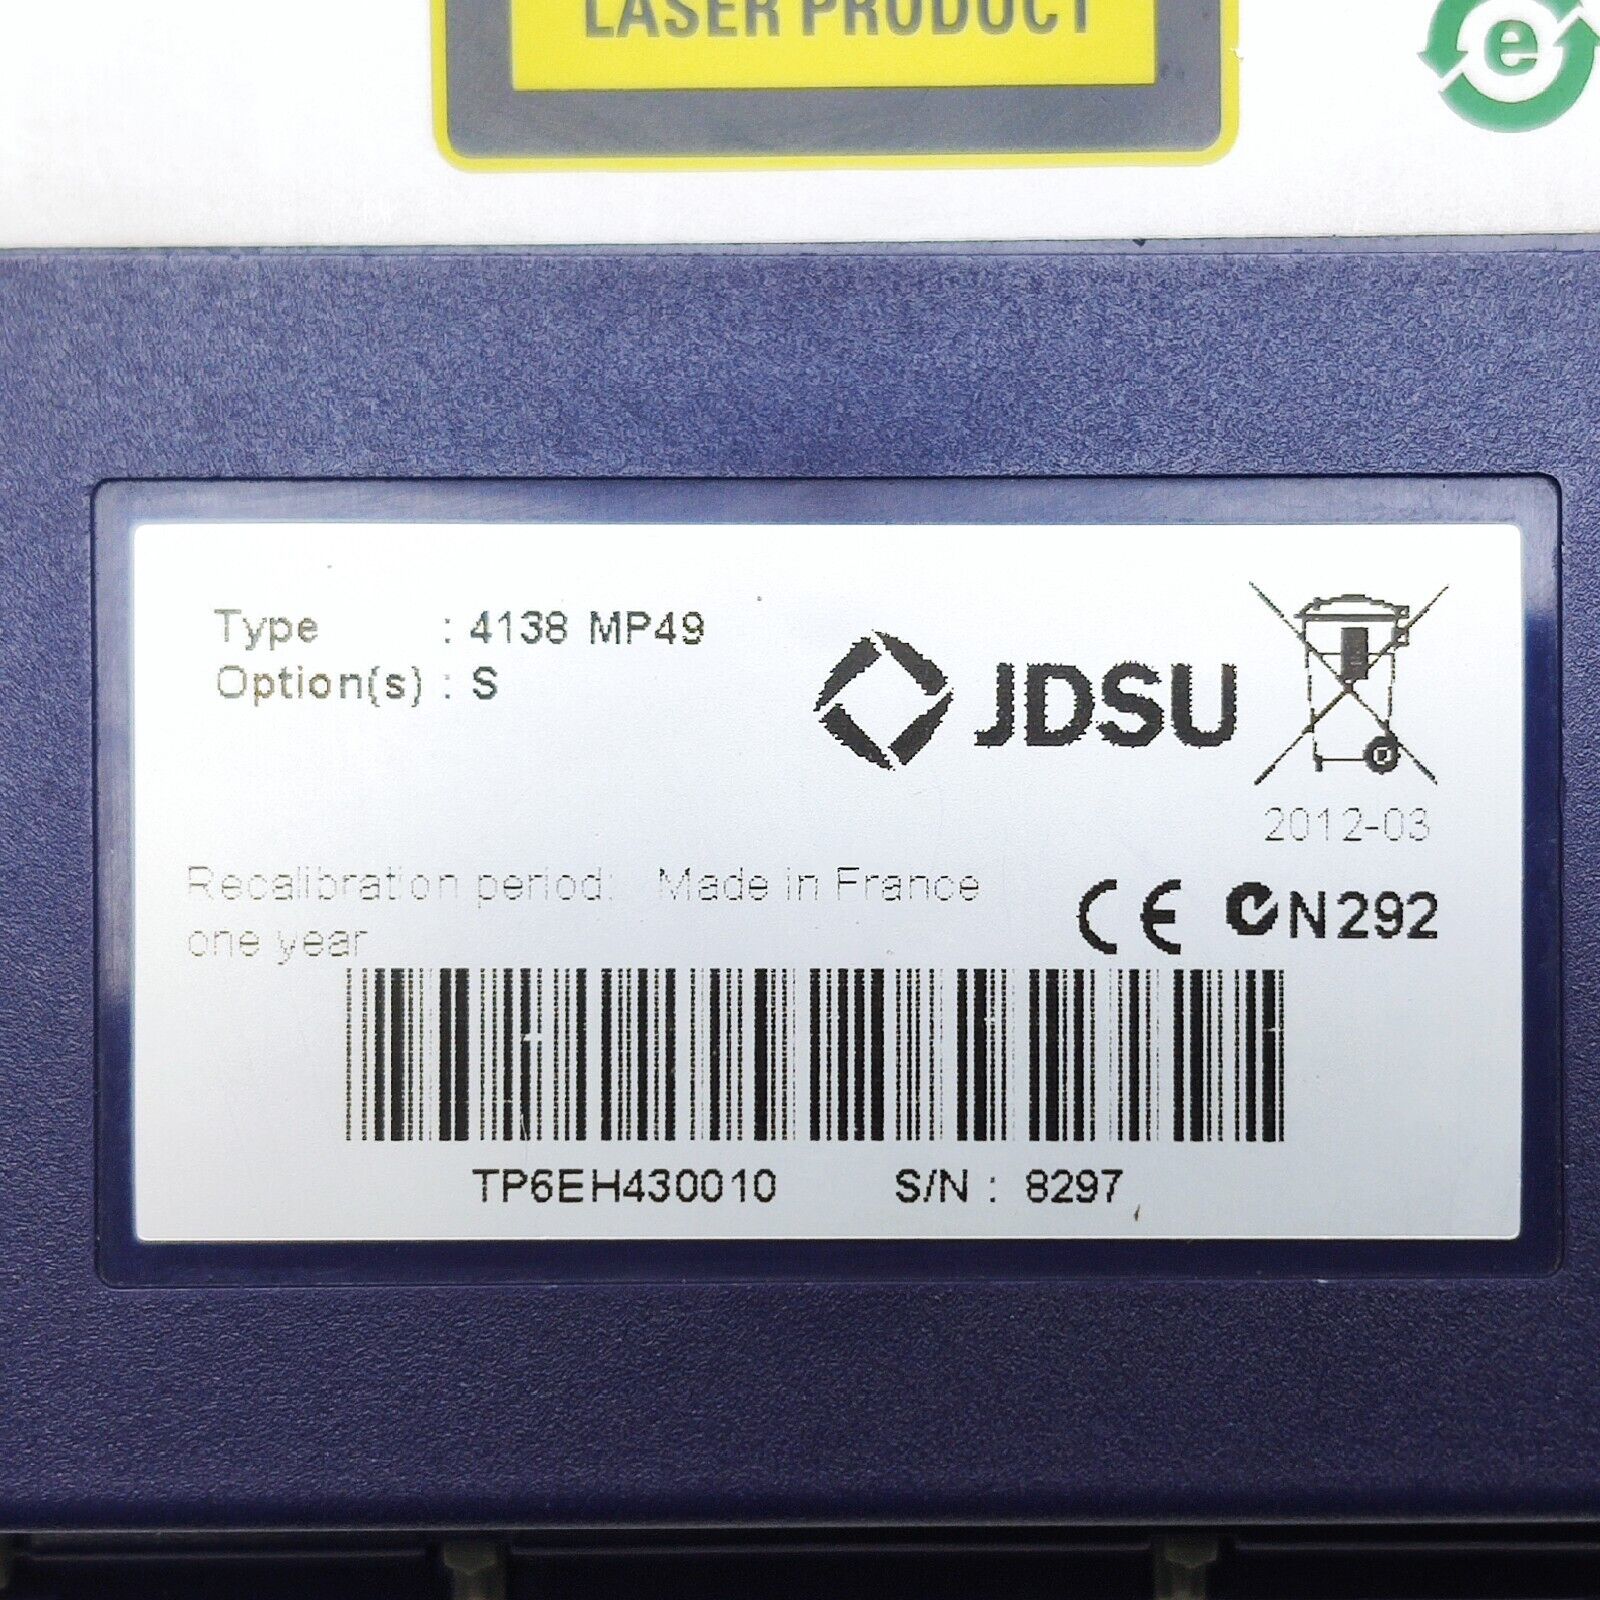 LASER PRODUCT
e
Type : 4138 MP49
Option(s) : S
JDSU
2012-03
Recalibration period: Made in France
one year
CE N292
TP6EH430010 S/N : 8297